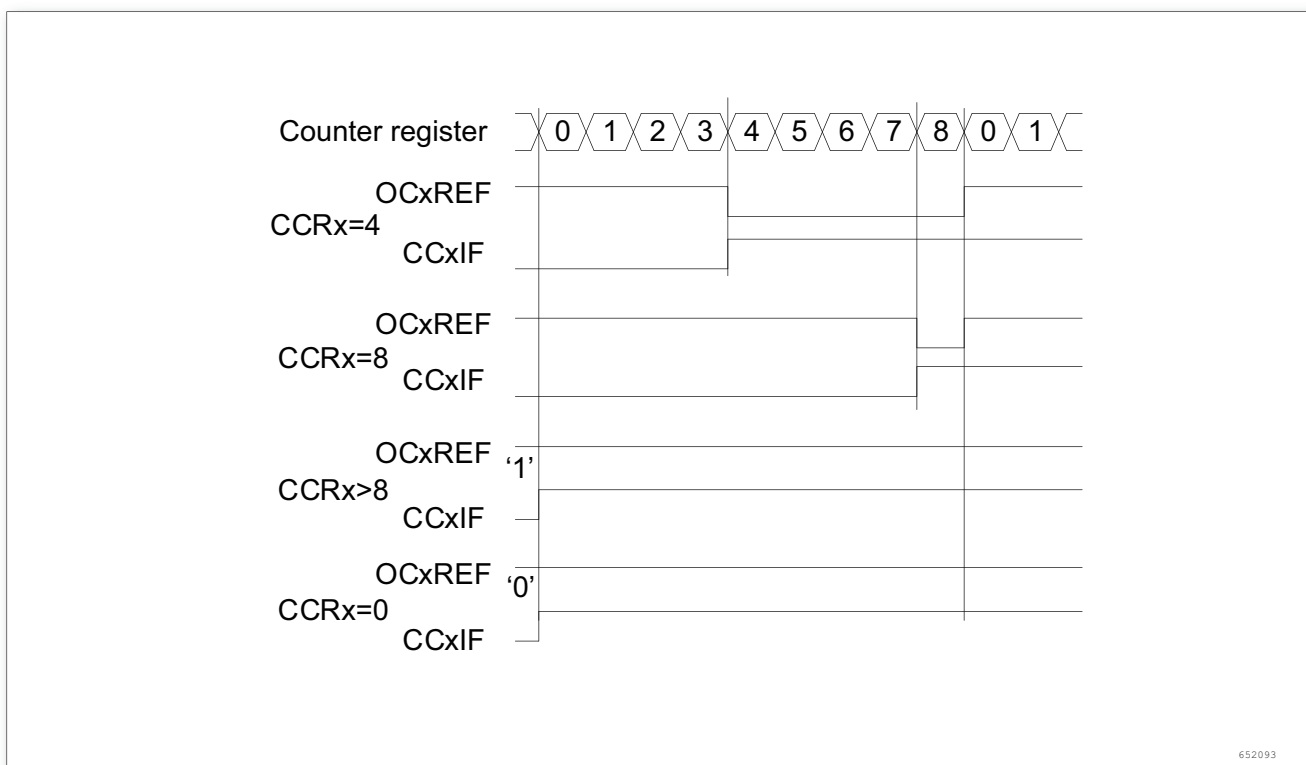 Counter register 0 1 2 3 4 5 6 7 8 0 1
OCxREF
CCRx=4
CCxIF
OCxREF
CCRx=8
CCxIF
OCxREF ‘1’
CCRx>8
CCxIF
OCxREF ‘0’
CCRx=0
CCxIF
652093